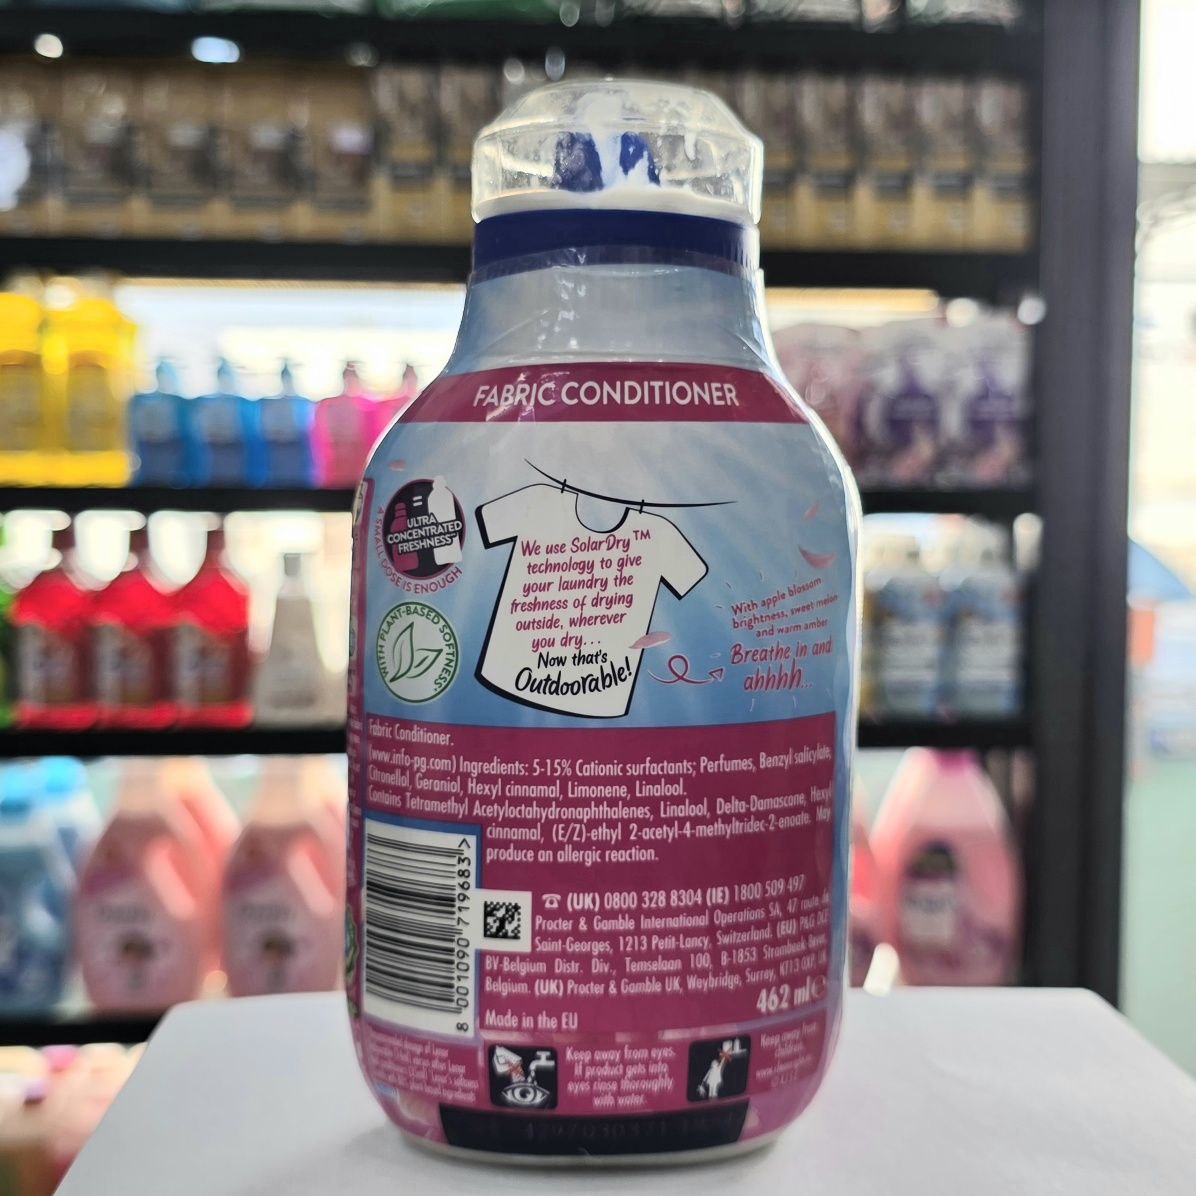 FABRIC CONDITIONER
ULTRA
CONCENTRATED
FRESHNESS
A SMALL DOSE IS ENOUGH
WITH PLANT-BASED SOFTNESS
We use SolarDry™
technology to give
your laundry the
freshness of drying
outside, wherever
you dry...
Now that's
Outdoorable!
With apple blossom
brightness, sweet melon
and warm amber
Breathe in and
ahhhh...
Fabric Conditioner.
(www.info-pg.com) Ingredients: 5-15% Cationic surfactants; Perfumes, Benzyl salicylate,
Citronellol, Geraniol, Hexyl cinnamal, Limonene, Linalool.
Contains Tetramethyl Acetyloctahydronaphthalenes, Linalool, Delta-Damascone, Hexyl
cinnamal, (E/Z)-ethyl 2-acetyl-4-methyltridec-2-enoate. May
produce an allergic reaction.
☎ (UK) 0800 328 8304 (IE) 1800 509 497
Procter & Gamble International Operations SA, 47 route de
Saint-Georges, 1213 Petit-Lancy, Switzerland. (EU) P&G DCE
BV-Belgium Distr. Div., Temselaan 100, B-1853 Strombeek-Bever,
Belgium. (UK) Procter & Gamble UK, Weybridge, Surrey, KT13 0XP, UK
462 ml e
Made in the EU
8 001090 719683 >
Keep away from eyes.
If product gets into
eyes rinse thoroughly
with water.
Keep away from
children.